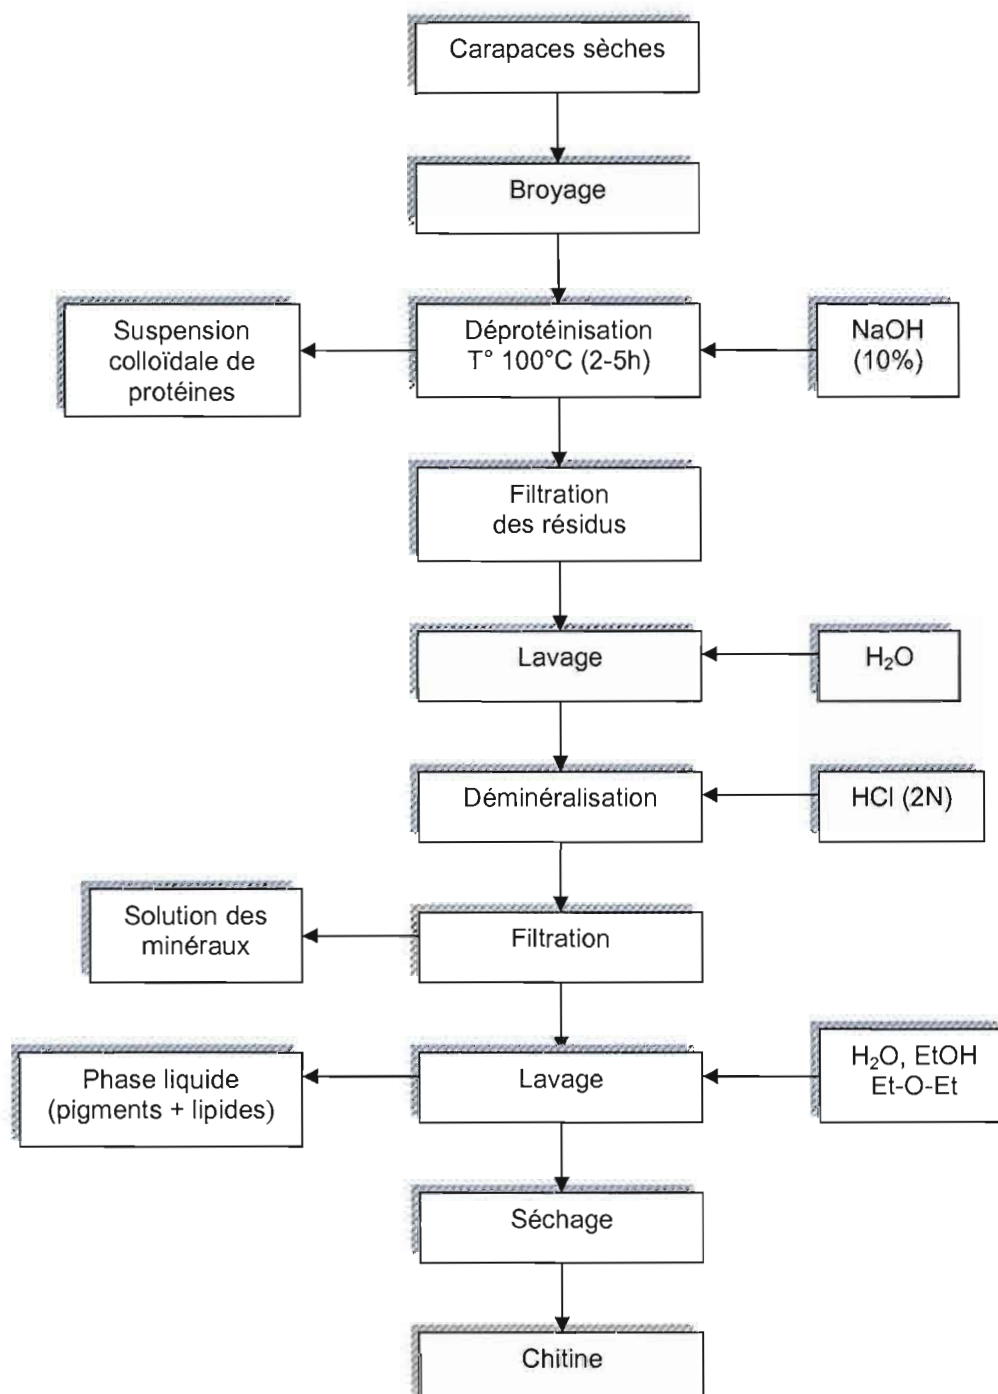 Carapaces sèches
Broyage
Suspension
colloïdale de
protéines
Déprotéinisation
T° 100°C (2-5h)
NaOH
(10%)
Filtration
des résidus
Lavage
H₂O
Déminéralisation
HCl (2N)
Solution des
minéraux
Filtration
Phase liquide
(pigments + lipides)
Lavage
H₂O, EtOH
Et-O-Et
Séchage
Chitine